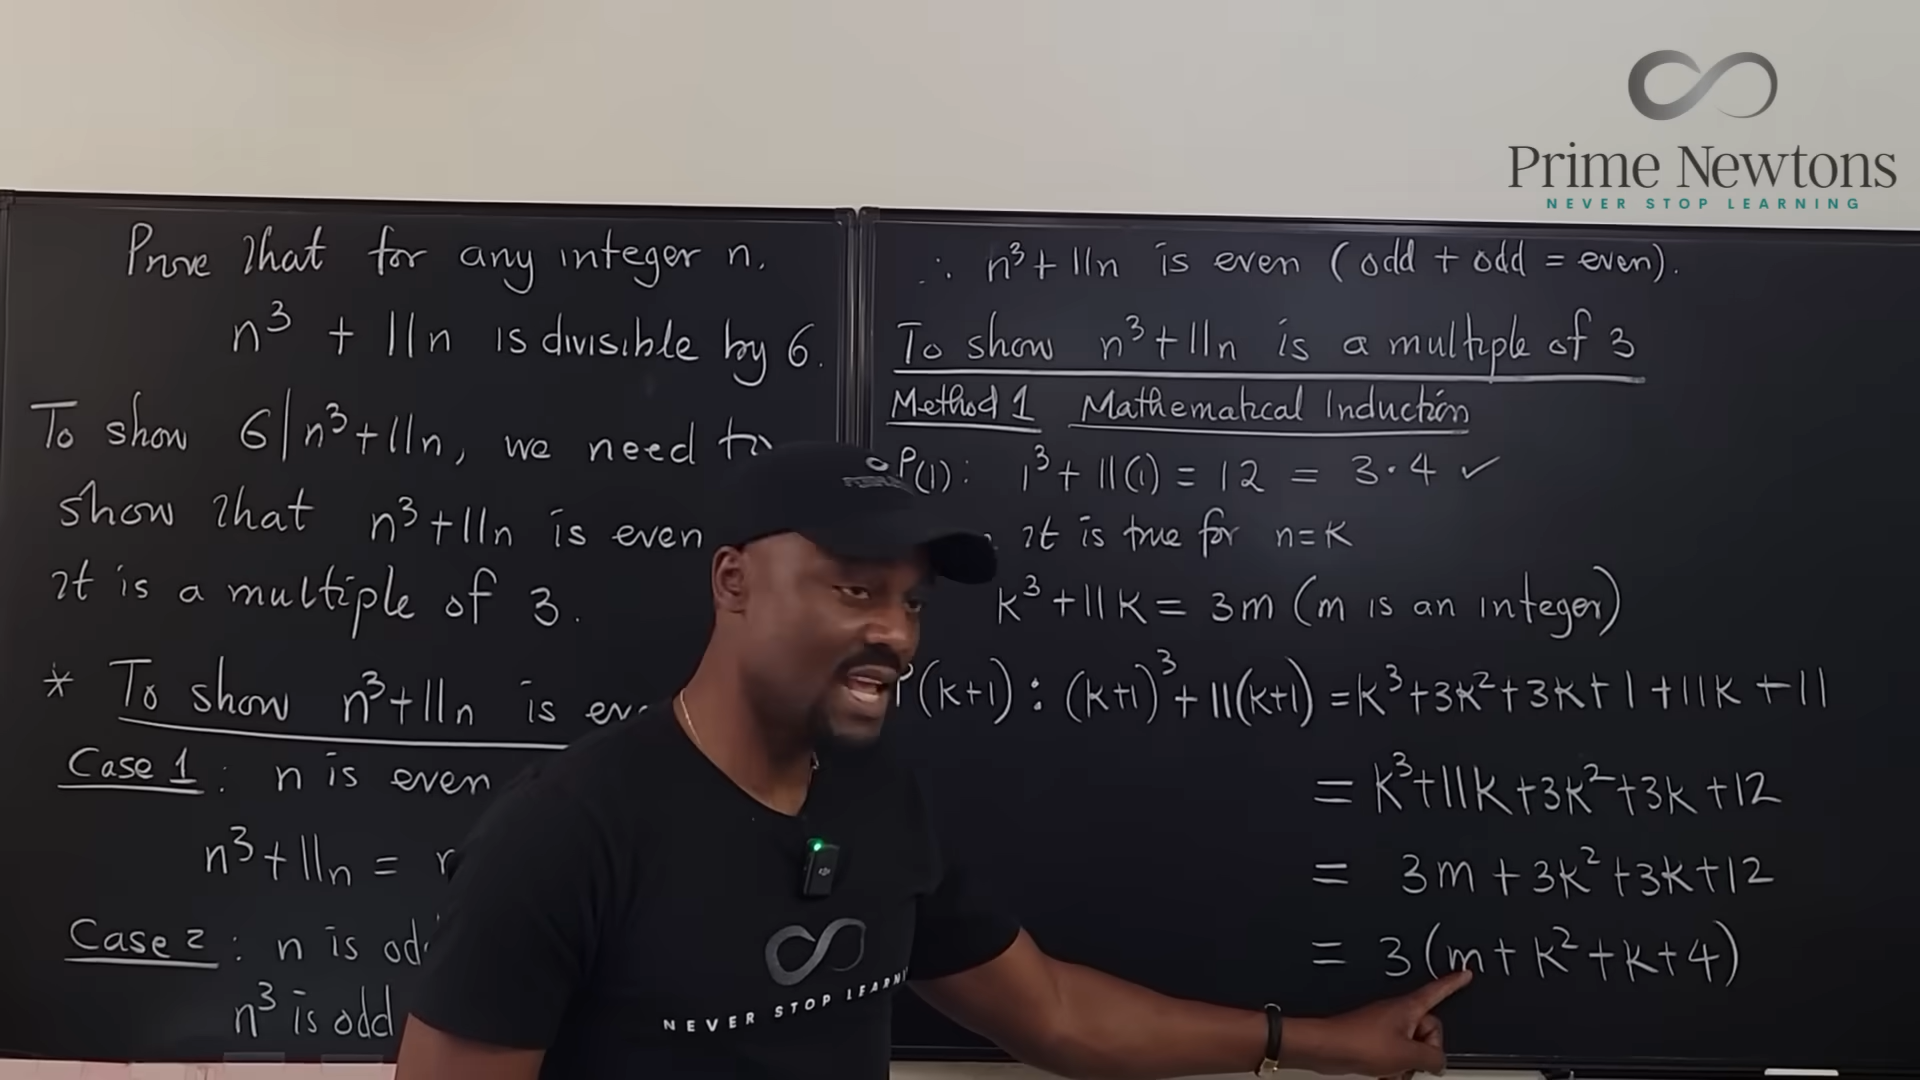 Prime Newtons
NEVER STOP LEARNING
Prove that for any integer n,
n³ + 11n is divisible by 6.
To show 6|n³+11n, we need to
show that n³+11n is even
it is a multiple of 3.
* To show n³+11n is
Case 1 : n is even
n³+11n =
Case 2 : n is
n³ is odd
∴ n³+11n is even (odd + odd = even).
To show n³+11n is a multiple of 3
Method 1 Mathematical Induction
P(1): 1³+11(1) = 12 = 3·4 ✓
it is true for n=k
k³+11k = 3m (m is an integer)
P(k+1) : (k+1)³+11(k+1) = k³+3k²+3k+1+11k+11
= k³+11k+3k²+3k+12
= 3m+3k²+3k+12
= 3(m+k²+k+4)
NEVER STOP LEARNING